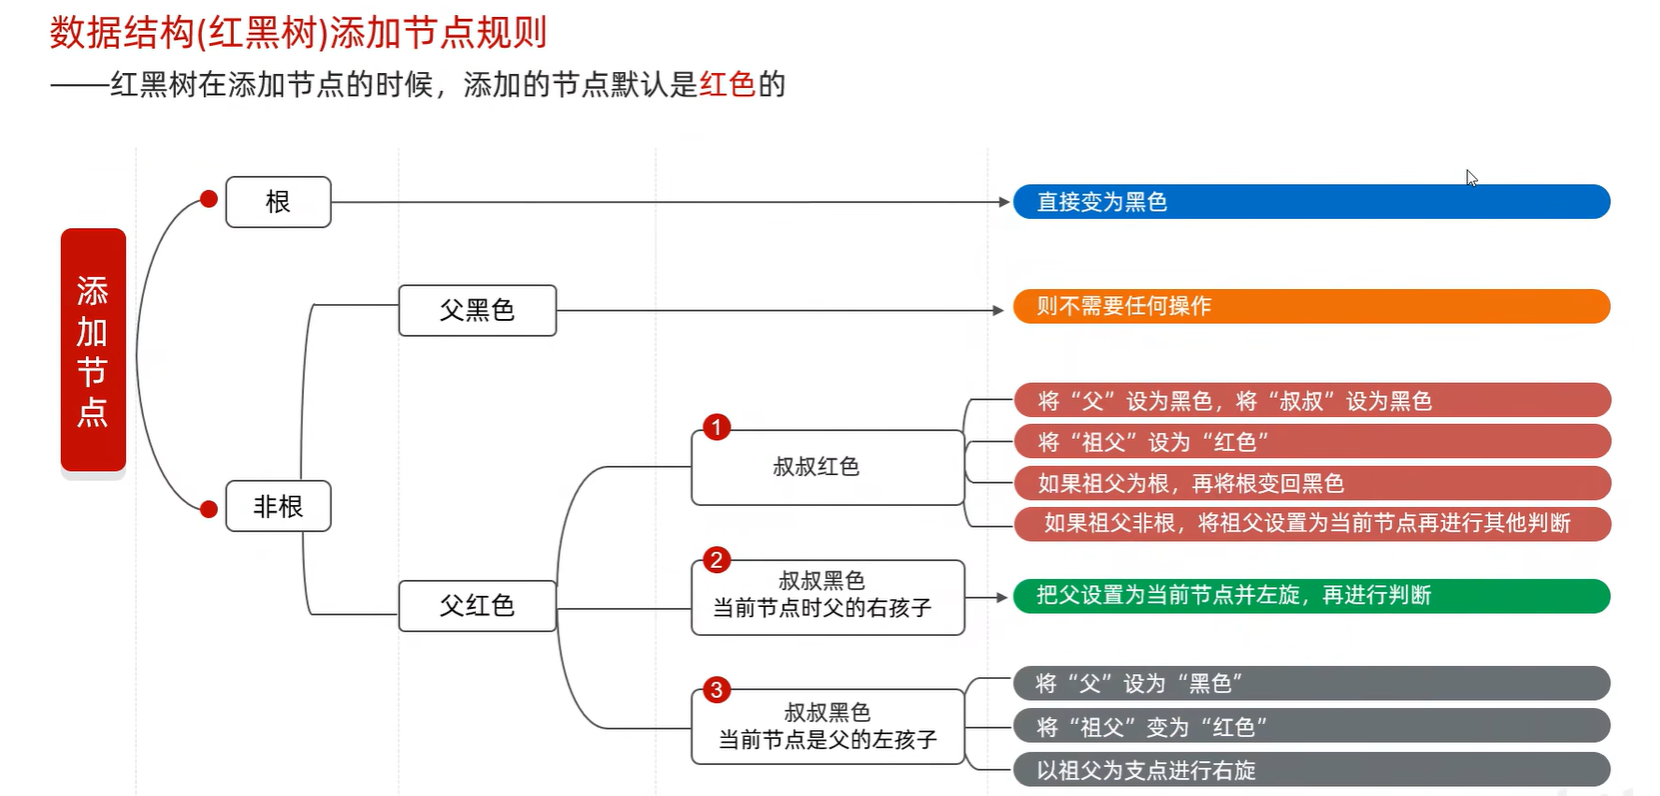 数据结构(红黑树)添加节点规则
——红黑树在添加节点的时候，添加的节点默认是红色的
添加节点
根
直接变为黑色
非根
父黑色
则不需要任何操作
父红色
1
叔叔红色
将“父”设为黑色，将“叔叔”设为黑色
将“祖父”设为“红色”
如果祖父为根，再将根变回黑色
如果祖父非根，将祖父设置为当前节点再进行其他判断
2
叔叔黑色
当前节点时父的右孩子
把父设置为当前节点并左旋，再进行判断
3
叔叔黑色
当前节点是父的左孩子
将“父”设为“黑色”
将“祖父”变为“红色”
以祖父为支点进行右旋